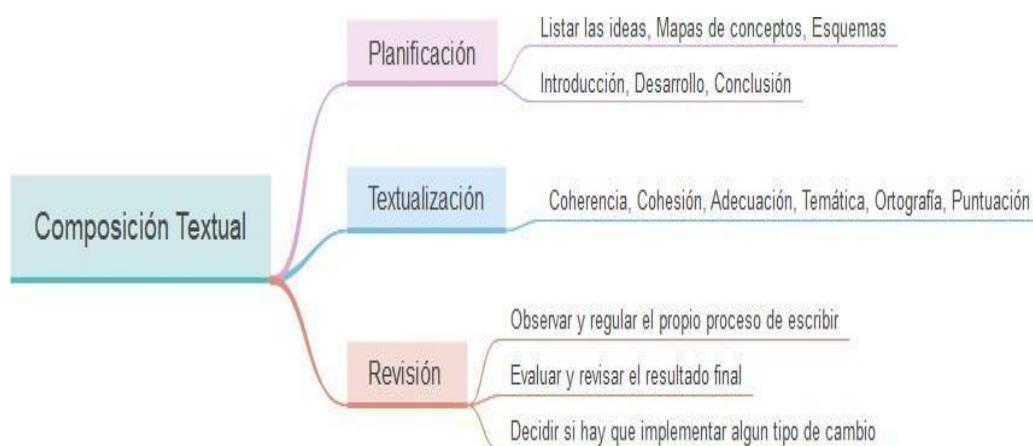 Composición Textual
Planificación
Listar las ideas, Mapas de conceptos, Esquemas
Introducción, Desarrollo, Conclusión
Textualización
Coherencia, Cohesión, Adecuación, Temática, Ortografía, Puntuación
Revisión
Observar y regular el propio proceso de escribir
Evaluar y revisar el resultado final
Decidir si hay que implementar algun tipo de cambio